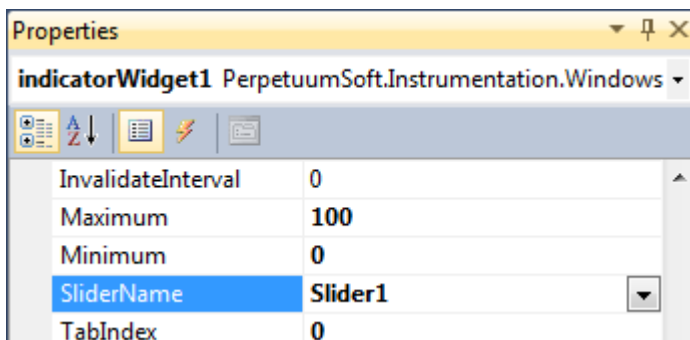 Properties
indicatorWidget1 PerpetuumSoft.Instrumentation.Windows
InvalidateInterval 0
Maximum 100
Minimum 0
SliderName Slider1
TabIndex 0